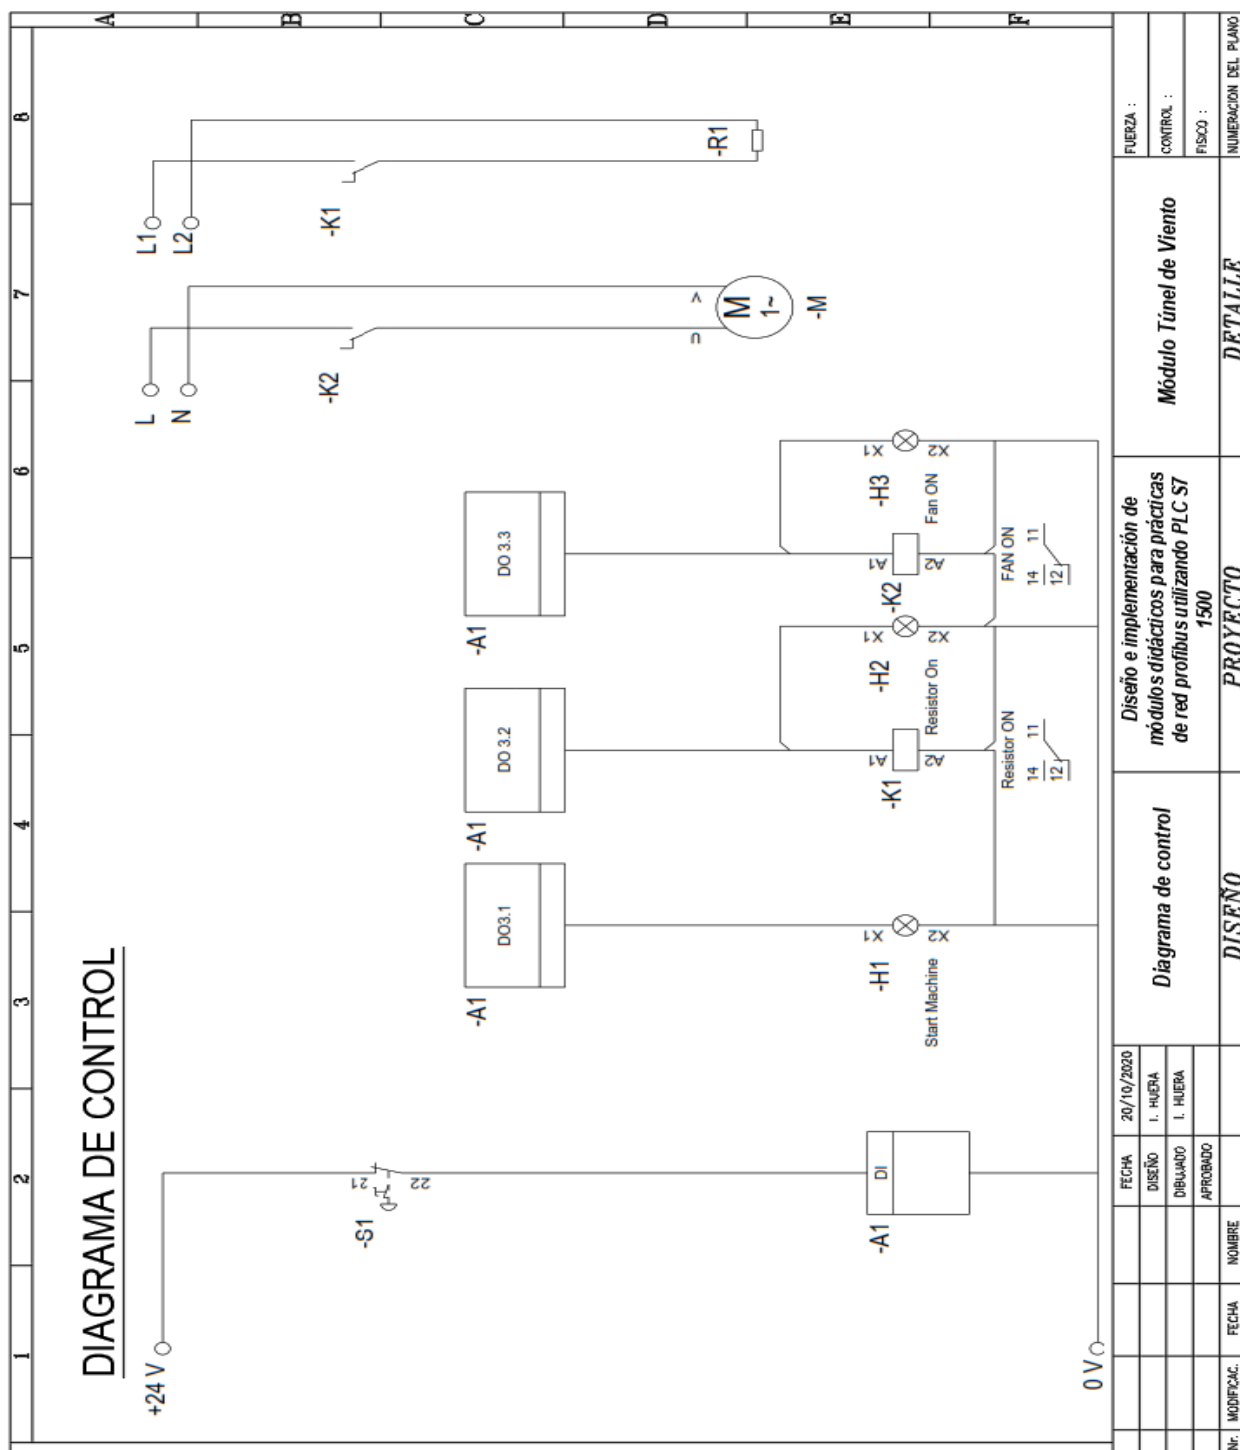 1 2 3 4 5 6 7 8
A
B
C
D
E
F
DIAGRAMA DE CONTROL
+24 V
L
N
L1
L2
-S1
21
22
-K2
-K1
-A1
DO3.1
-A1
DO 3.2
-A1
DO 3.3
U
V
M
1~
-M
-R1
-A1
DI
-H1
X1
X2
Start Machine
-K1
A1
A2
-H2
X1
X2
Resistor On
-K2
A1
A2
-H3
X1
X2
Fan ON
Resistor ON
14
12
11
FAN ON
14
12
11
0 V
FECHA 20/10/2020
DISEÑO I. HUERA
DIBUJADO I. HUERA
APROBADO
Nr. MODIFICAC. FECHA NOMBRE
Diagrama de control
DISEÑO
Diseño e implementación de
módulos didácticos para prácticas
de red profibus utilizando PLC S7
1500
PROYECTO
Módulo Túnel de Viento
DETALLE
FUERZA :
CONTROL :
FISICO :
NUMERACION DEL PLANO